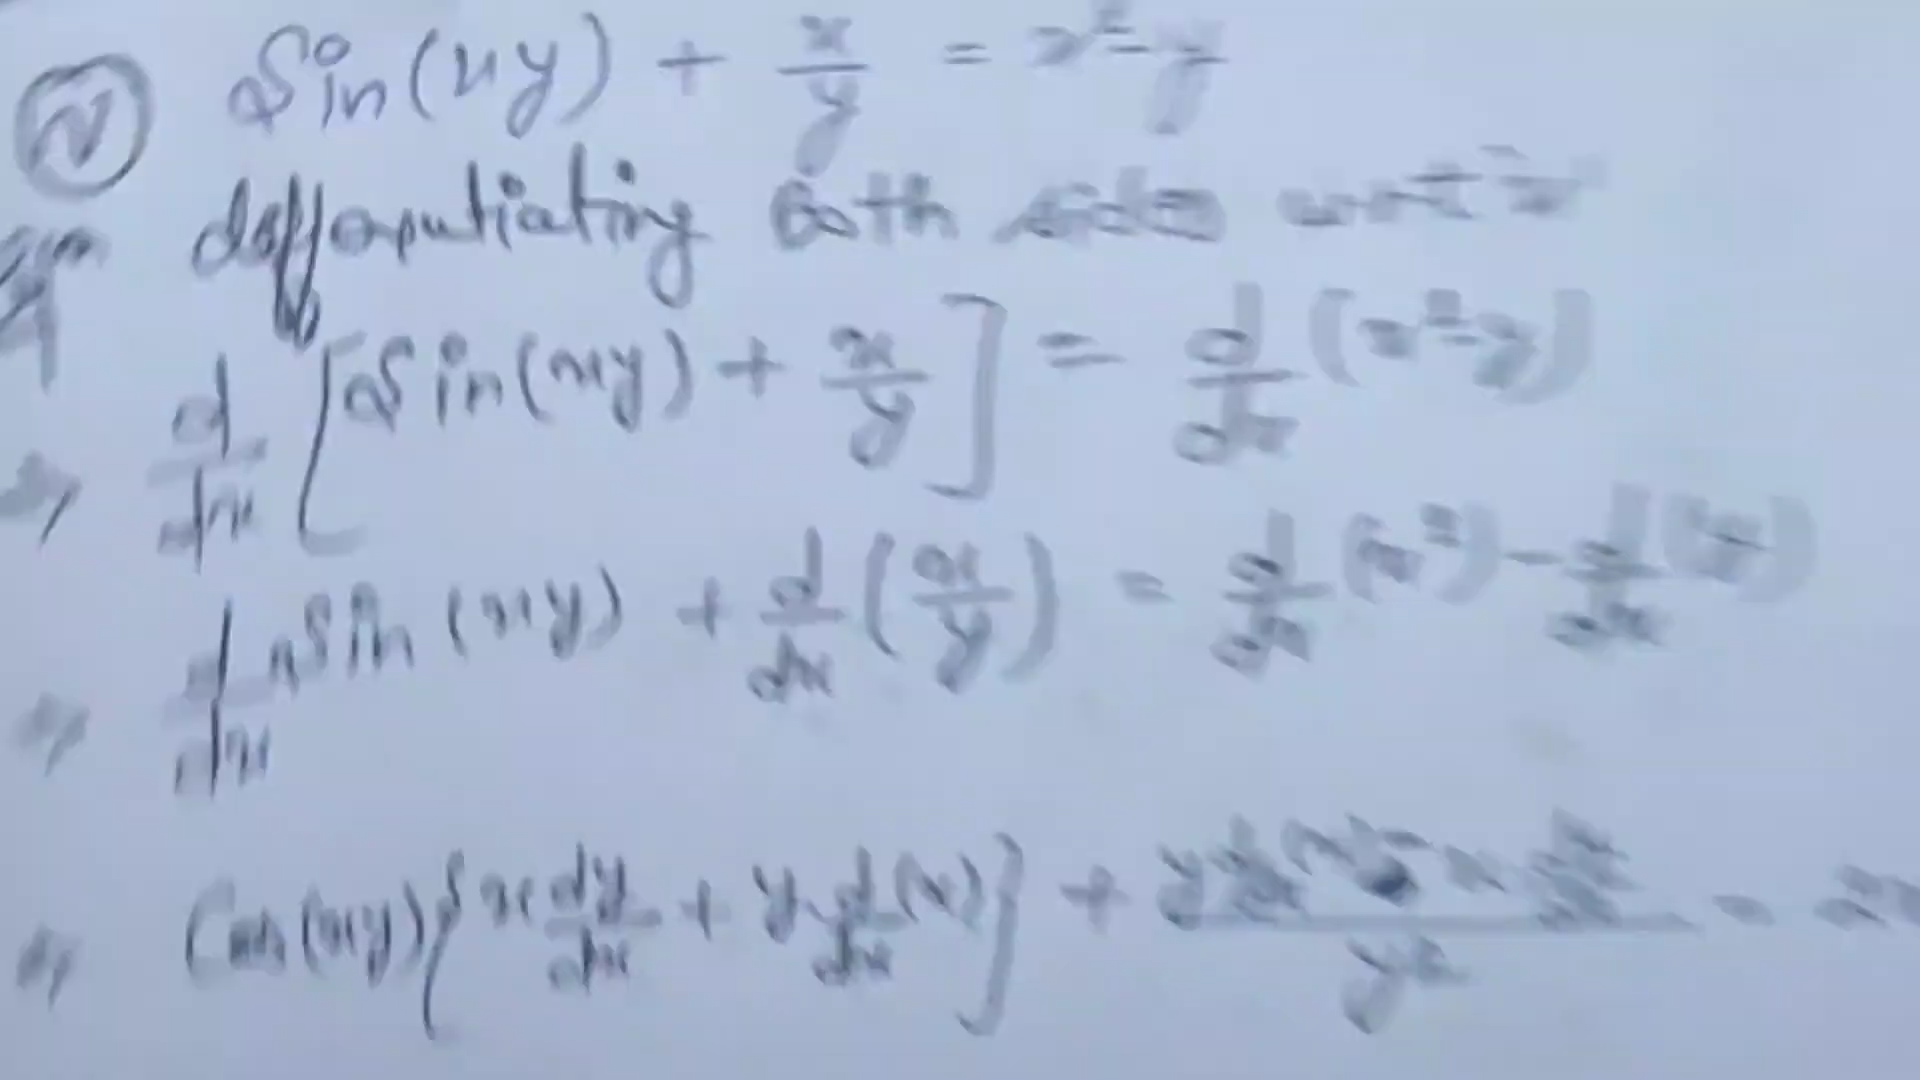 (v) Sin(xy) + x/y = x² - y
differentiating both sides w.r.t x
⇒ d/dx [Sin(xy) + x/y] = d/dx (x² - y)
⇒ d/dx Sin(xy) + d/dx (x/y) = d/dx (x²) - d/dx (y)
⇒ Cos(xy) [x dy/dx + y d/dx (x)] + / y² =